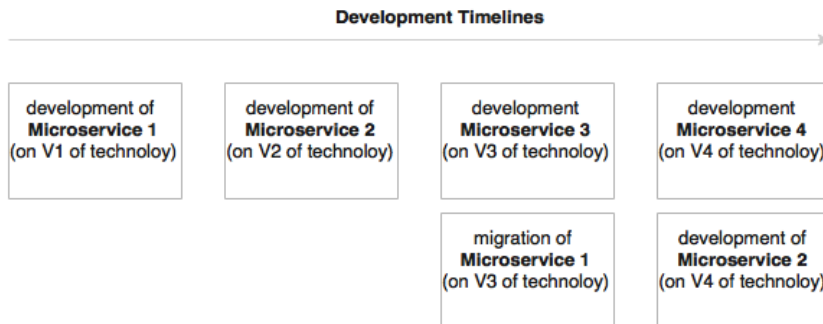 Development Timelines
development of
Microservice 1
(on V1 of technoloy)
development of
Microservice 2
(on V2 of technoloy)
development
Microservice 3
(on V3 of technoloy)
development
Microservice 4
(on V4 of technoloy)
migration of
Microservice 1
(on V3 of technoloy)
development of
Microservice 2
(on V4 of technoloy)